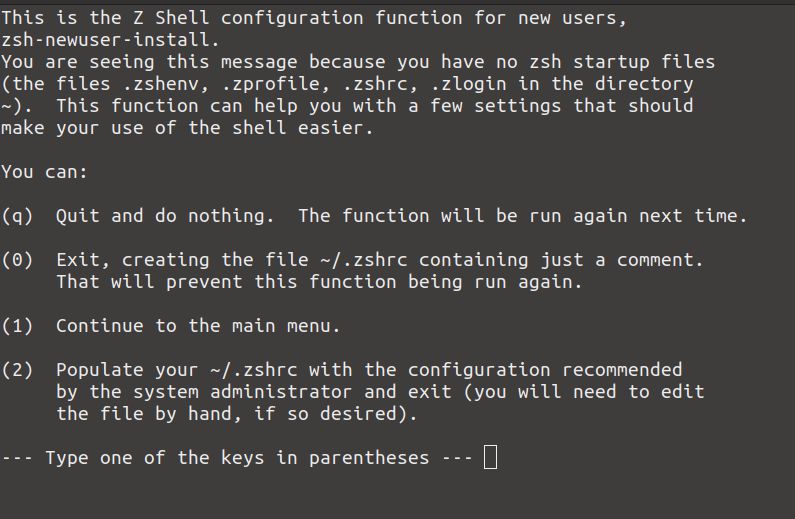 This is the Z Shell configuration function for new users,
zsh-newuser-install.
You are seeing this message because you have no zsh startup files
(the files .zshenv, .zprofile, .zshrc, .zlogin in the directory
~).  This function can help you with a few settings that should
make your use of the shell easier.

You can:

(q)  Quit and do nothing.  The function will be run again next time.

(0)  Exit, creating the file ~/.zshrc containing just a comment.
     That will prevent this function being run again.

(1)  Continue to the main menu.

(2)  Populate your ~/.zshrc with the configuration recommended
     by the system administrator and exit (you will need to edit
     the file by hand, if so desired).

--- Type one of the keys in parentheses ---